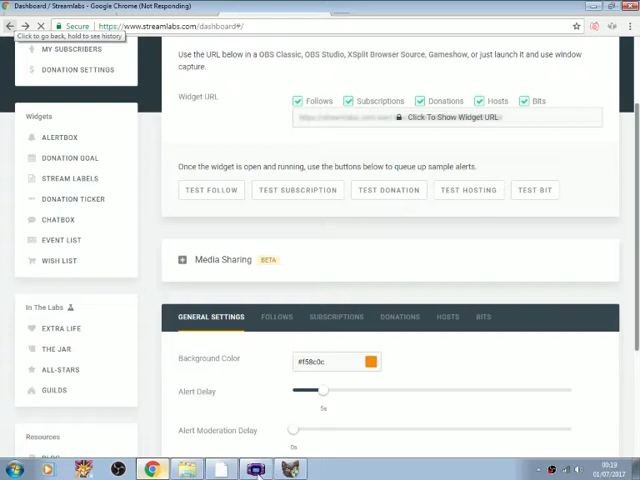 Dashboard / Streamlabs - Google Chrome (Not Responding)
Secure https://www.streamlabs.com/dashboard#/
Click to go back, hold to see history
MY SUBSCRIBERS
DONATION SETTINGS
Widgets
ALERTBOX
DONATION GOAL
STREAM LABELS
DONATION TICKER
CHATBOX
EVENT LIST
WISH LIST
In The Labs
EXTRA LIFE
THE JAR
ALL-STARS
GUILDS
Resources
Use the URL below in a OBS Classic, OBS Studio, XSplit Browser Source, Gameshow, or just launch it and use window
capture.
Widget URL
Follows Subscriptions Donations Hosts Bits
Click To Show Widget URL
Once the widget is open and running, use the buttons below to queue up sample alerts.
TEST FOLLOW TEST SUBSCRIPTION TEST DONATION TEST HOSTING TEST BIT
Media Sharing BETA
GENERAL SETTINGS FOLLOWS SUBSCRIPTIONS DONATIONS HOSTS BITS
Background Color #f58c0c
Alert Delay
5s
Alert Moderation Delay
0s
00:19
01/07/2017